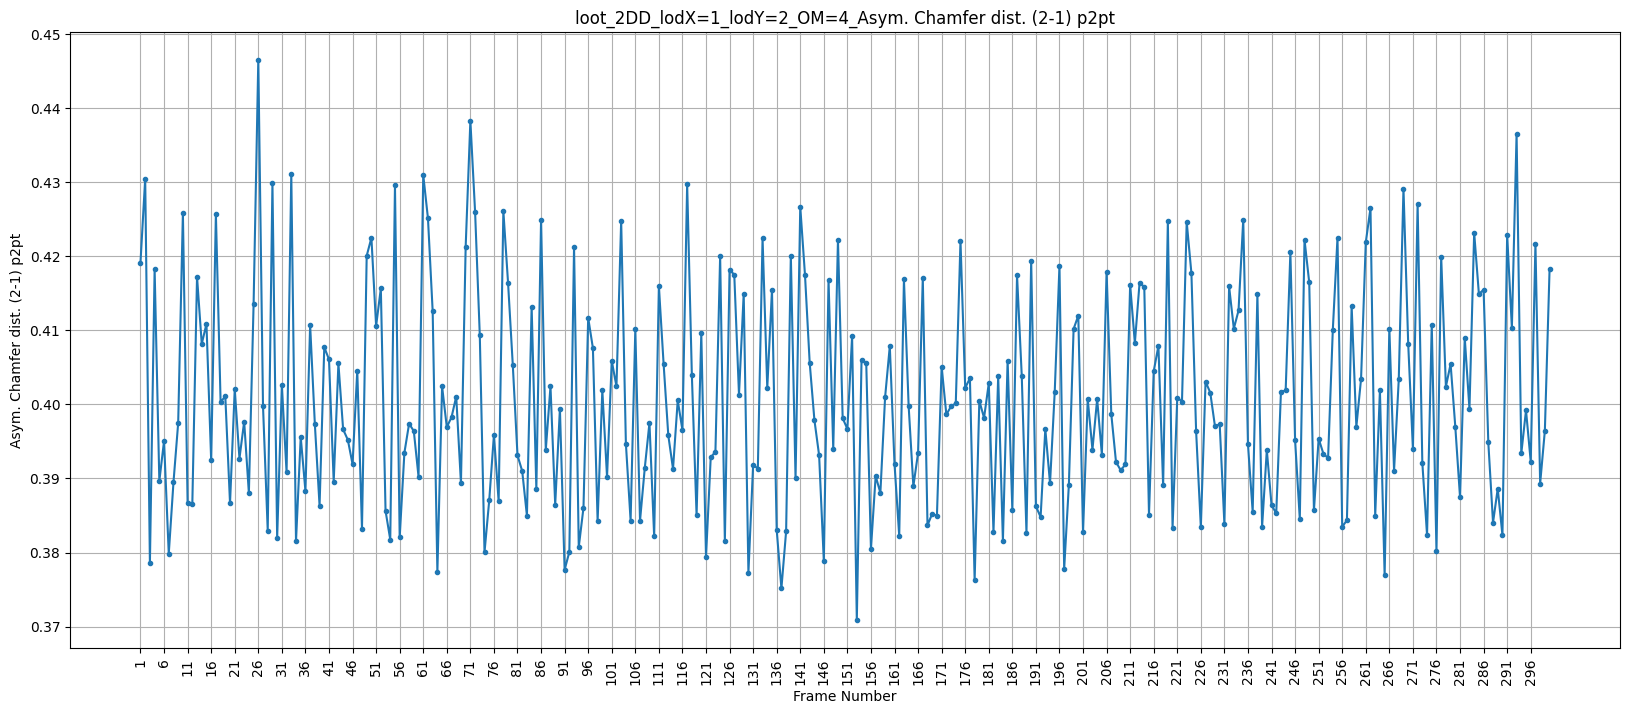 loot_2DD_lodX=1_lodY=2_OM=4_Asym. Chamfer dist. (2-1) p2pt
Asym. Chamfer dist. (2-1) p2pt
0.45
0.44
0.43
0.42
0.41
0.40
0.39
0.38
0.37
1 6 11 16 21 26 31 36 41 46 51 56 61 66 71 76 81 86 91 96 101 106 111 116 121 126 131 136 141 146 151 156 161 166 171 176 181 186 191 196 201 206 211 216 221 226 231 236 241 246 251 256 261 266 271 276 281 286 291 296
Frame Number